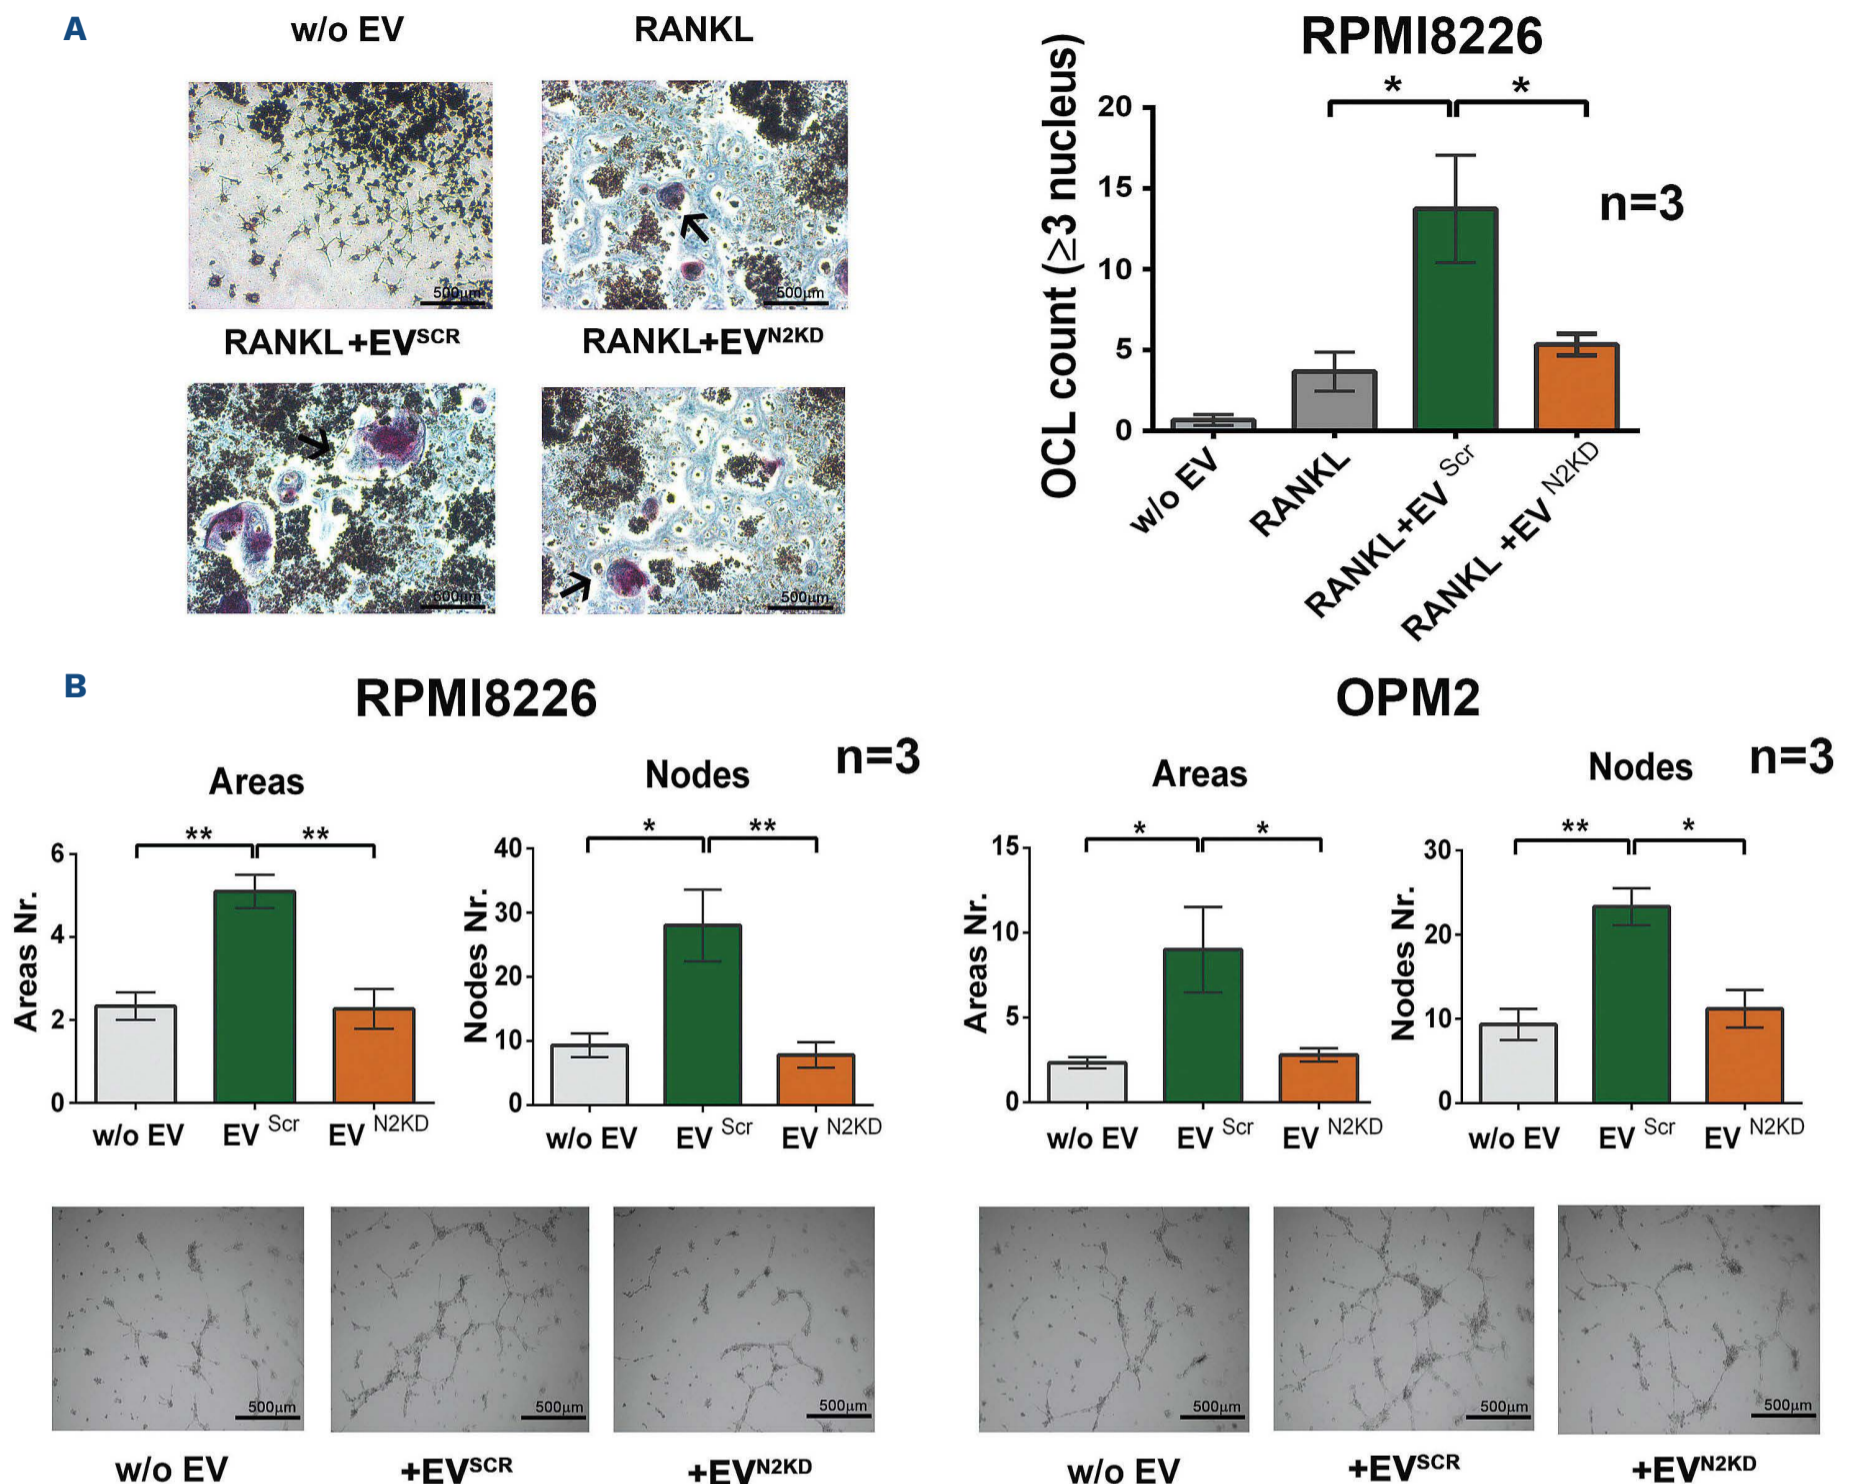 A
w/o EV
RANKL
500µm
500µm
RANKL+EVSCR
RANKL+EVN2KD
500µm
500µm
RPMI8226
* *
n=3
OCL count (≥3 nucleus)
20
15
10
5
0
w/o EV
RANKL
RANKL+EV Scr
RANKL +EV N2KD
B
RPMI8226
n=3
Areas
** **
Areas Nr.
6
4
2
0
w/o EV EV Scr EV N2KD
Nodes
* **
Nodes Nr.
40
30
20
10
0
w/o EV EV Scr EV N2KD
500µm
500µm
500µm
w/o EV
+EVSCR
+EVN2KD
OPM2
n=3
Areas
* *
Areas Nr.
15
10
5
0
w/o EV EV Scr EV N2KD
Nodes
** *
Nodes Nr.
30
20
10
0
w/o EV EV Scr EV N2KD
500µm
500µm
500µm
w/o EV
+EVSCR
+EVN2KD